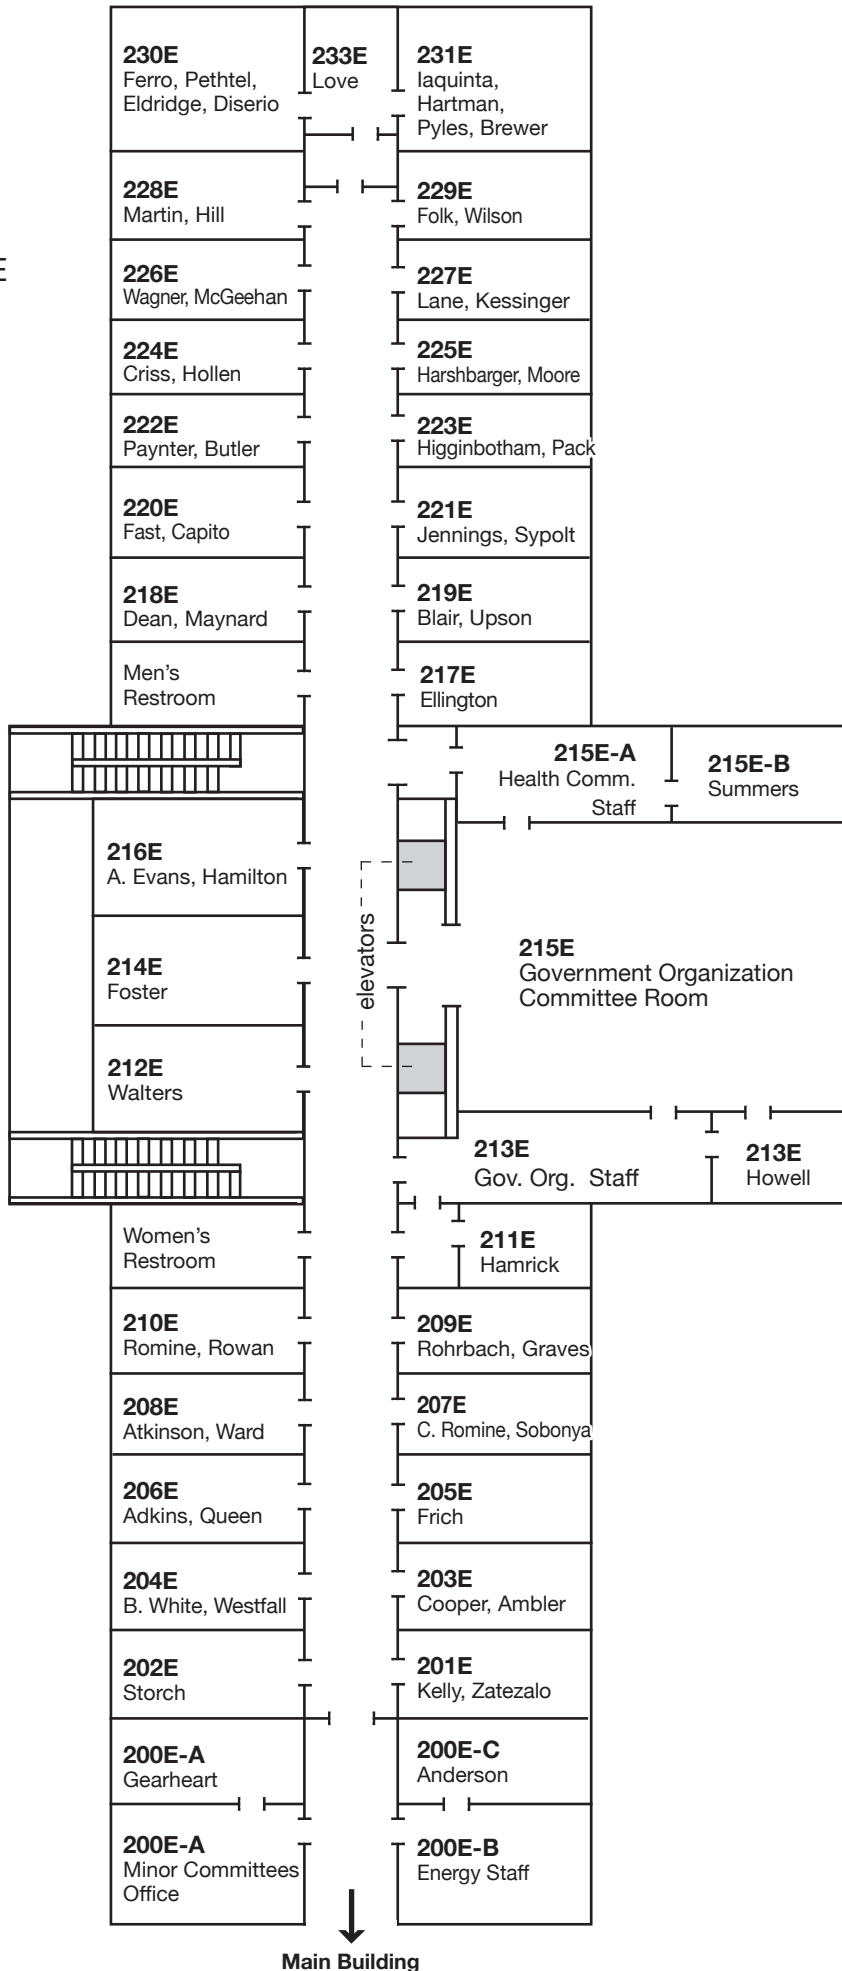 230E
Ferro, Pethtel,
Eldridge, Diserio
233E
Love
231E
Iaquinta,
Hartman,
Pyles, Brewer
228E
Martin, Hill
229E
Folk, Wilson
E
226E
Wagner, McGeehan
227E
Lane, Kessinger
224E
Criss, Hollen
225E
Harshbarger, Moore
222E
Paynter, Butler
223E
Higginbotham, Pack
220E
Fast, Capito
221E
Jennings, Sypolt
218E
Dean, Maynard
219E
Blair, Upson
Men's
Restroom
217E
Ellington
215E-A
Health Comm.
Staff
215E-B
Summers
216E
A. Evans, Hamilton
elevators
215E
Government Organization
Committee Room
214E
Foster
212E
Walters
213E
Gov. Org. Staff
213E
Howell
Women's
Restroom
211E
Hamrick
210E
Romine, Rowan
209E
Rohrbach, Graves
208E
Atkinson, Ward
207E
C. Romine, Sobonya
206E
Adkins, Queen
205E
Frich
204E
B. White, Westfall
203E
Cooper, Ambler
202E
Storch
201E
Kelly, Zatezalo
200E-A
Gearheart
200E-C
Anderson
200E-A
Minor Committees
Office
200E-B
Energy Staff
Main Building